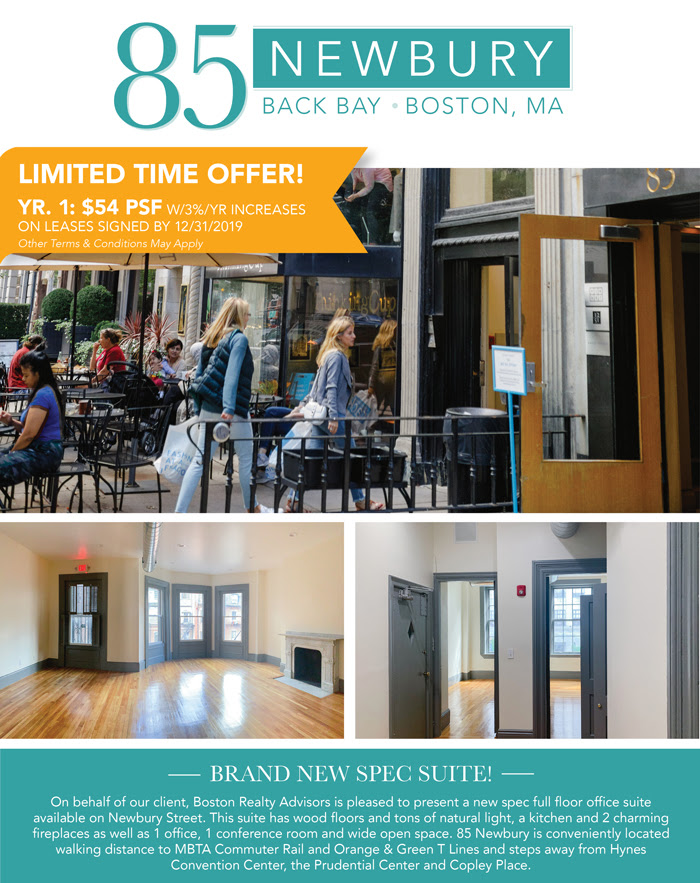 85 NEWBURY
BACK BAY • BOSTON, MA
LIMITED TIME OFFER!
YR. 1: $54 PSF W/3%/YR INCREASES
ON LEASES SIGNED BY 12/31/2019
Other Terms & Conditions May Apply
85
ThinkingCup
BRAND NEW SPEC SUITE!
On behalf of our client, Boston Realty Advisors is pleased to present a new spec full floor office suite
available on Newbury Street. This suite has wood floors and tons of natural light, a kitchen and 2 charming
fireplaces as well as 1 office, 1 conference room and wide open space. 85 Newbury is conveniently located
walking distance to MBTA Commuter Rail and Orange & Green T Lines and steps away from Hynes
Convention Center, the Prudential Center and Copley Place.